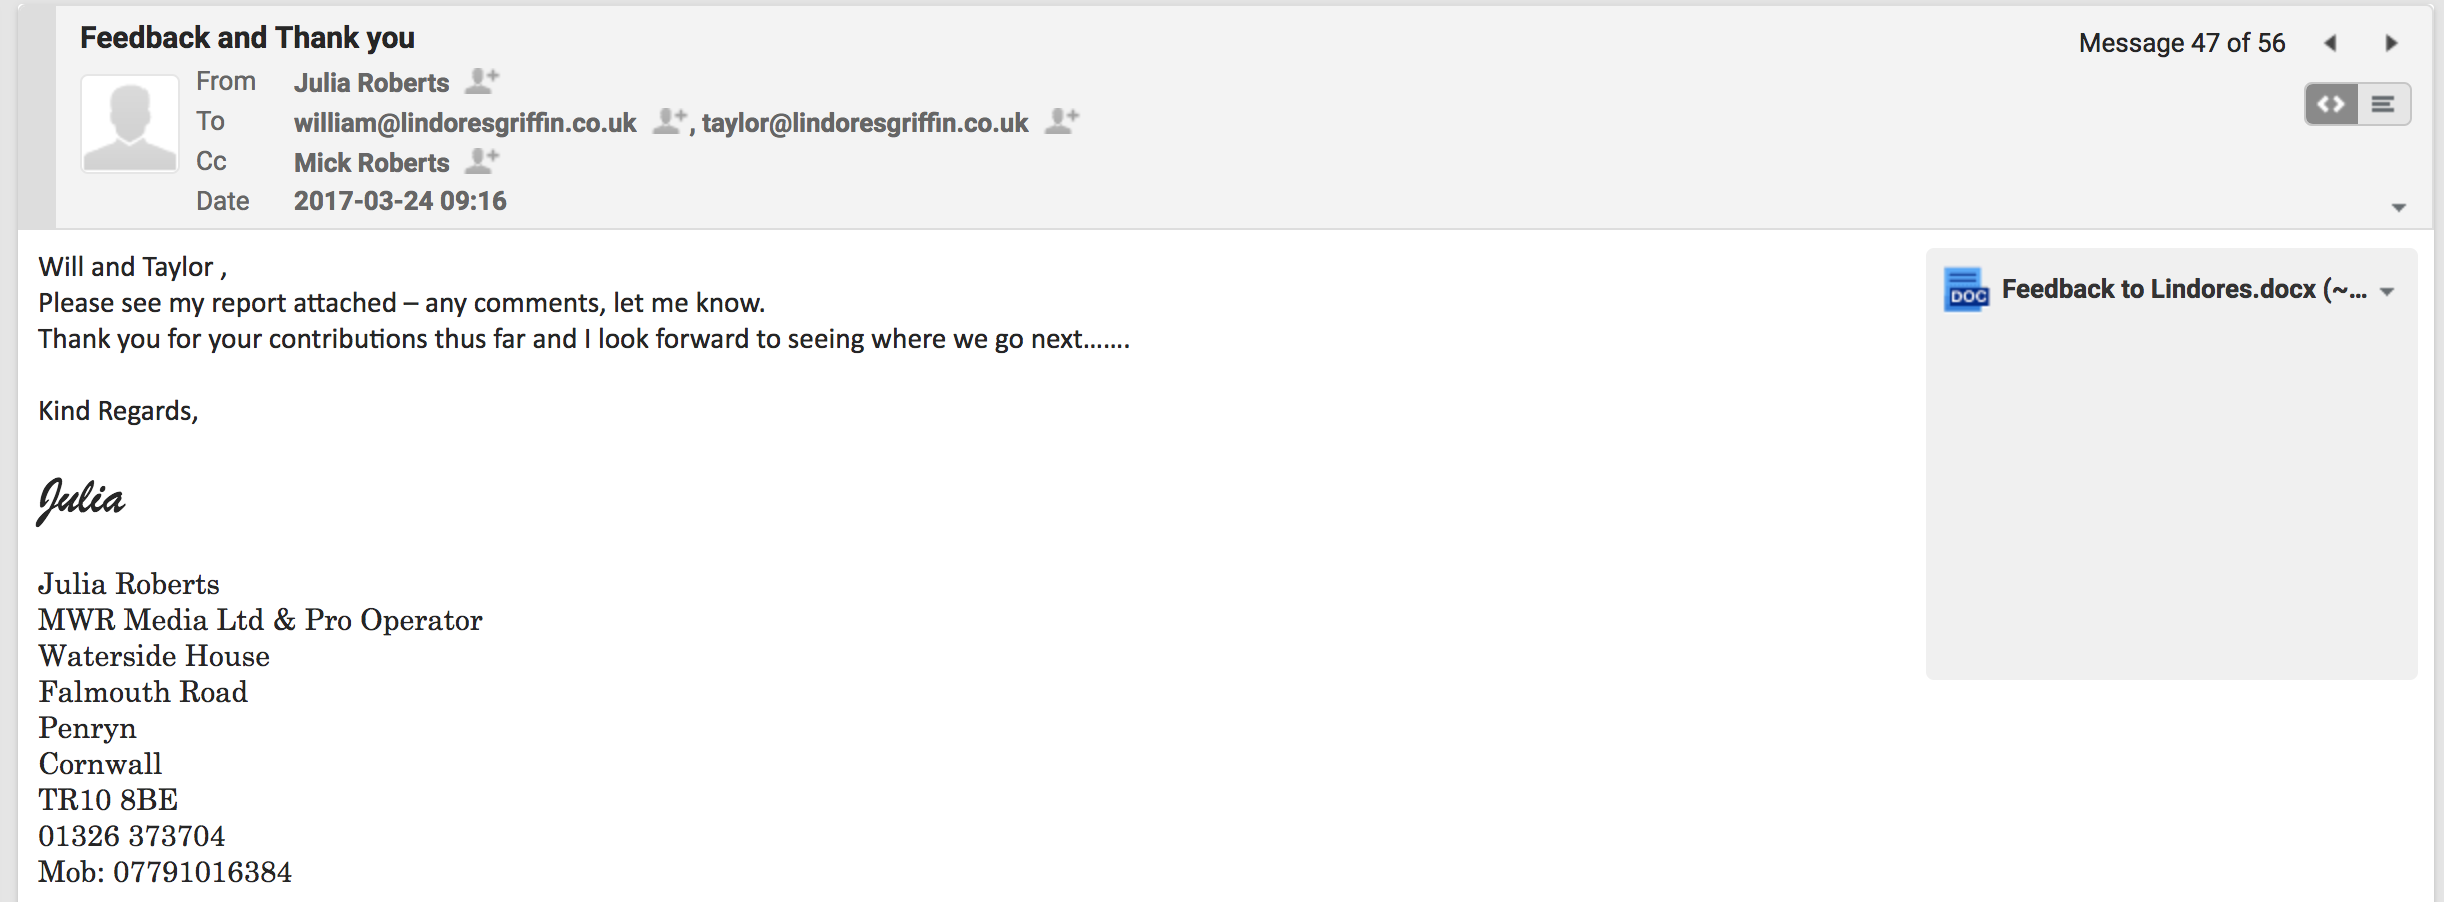 Feedback and Thank you
Message 47 of 56
From Julia Roberts
To william@lindoresgriffin.co.uk , taylor@lindoresgriffin.co.uk
Cc Mick Roberts
Date 2017-03-24 09:16
Will and Taylor ,
Please see my report attached – any comments, let me know.
Thank you for your contributions thus far and I look forward to seeing where we go next.......
Kind Regards,
Julia
Julia Roberts
MWR Media Ltd & Pro Operator
Waterside House
Falmouth Road
Penryn
Cornwall
TR10 8BE
01326 373704
Mob: 07791016384
DOC Feedback to Lindores.docx (~...